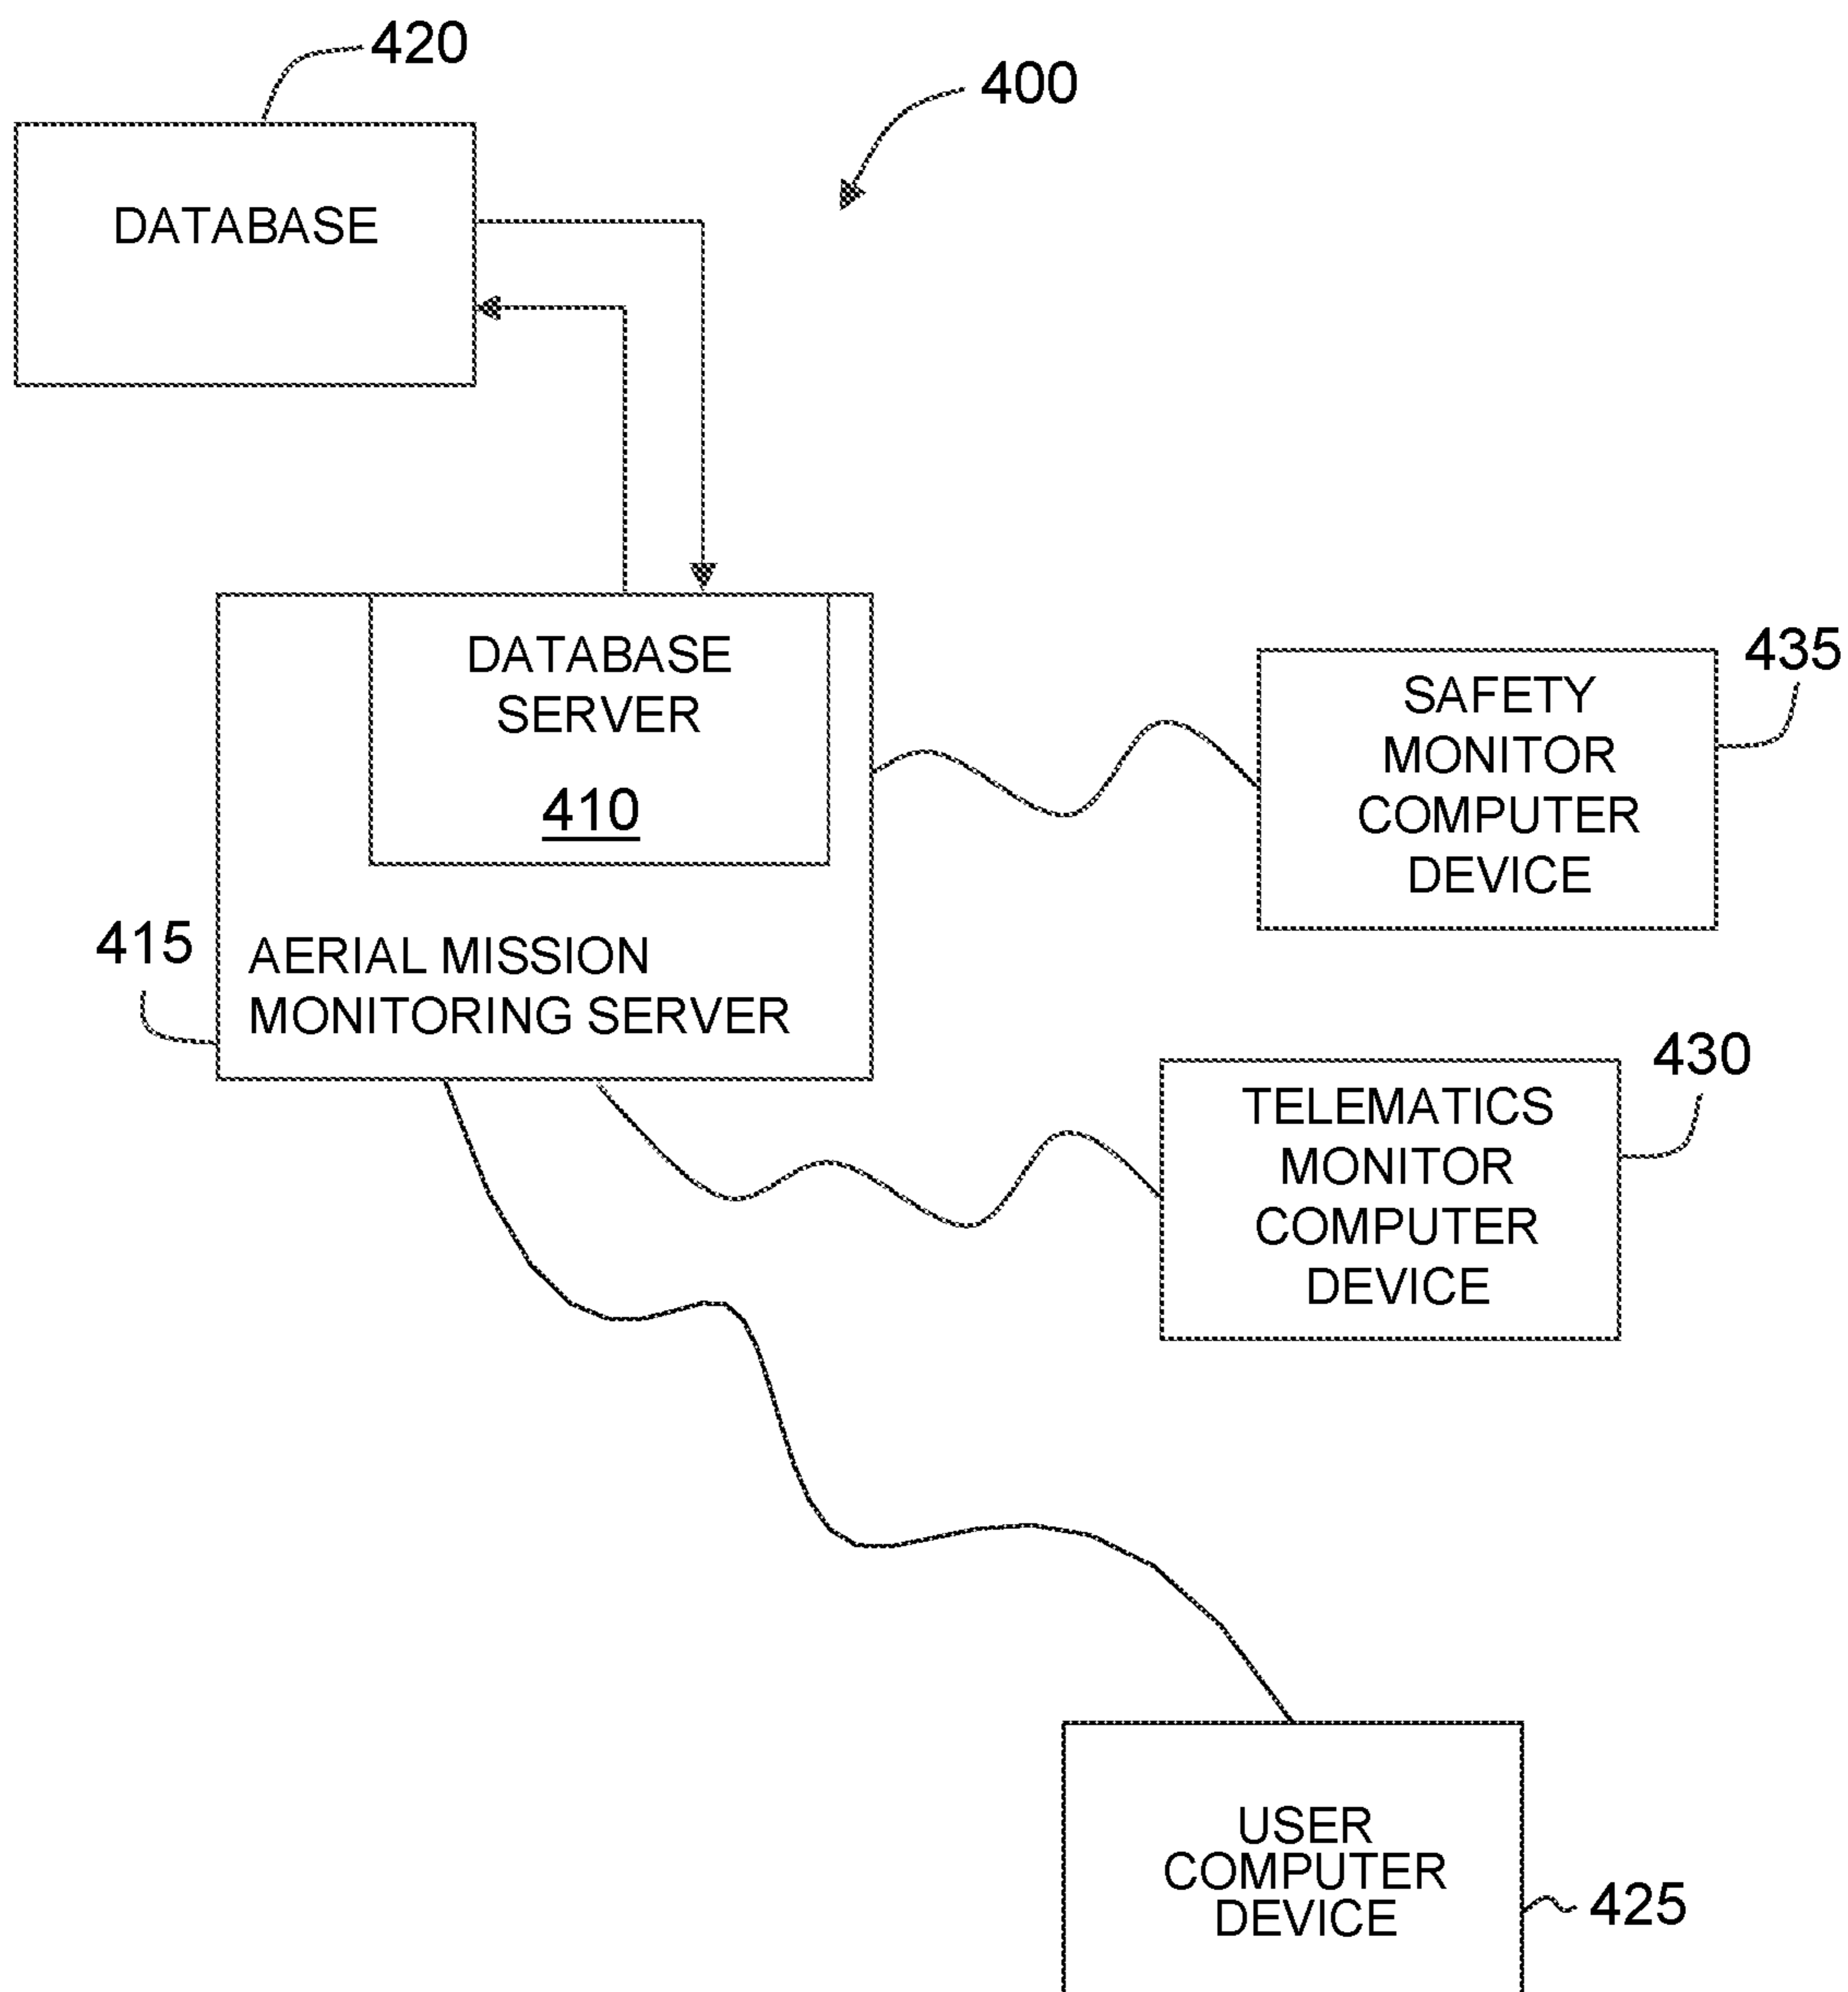 420
400
DATABASE
DATABASE
SERVER
410
435
SAFETY
MONITOR
COMPUTER
DEVICE
415
AERIAL MISSION
MONITORING SERVER
430
TELEMATICS
MONITOR
COMPUTER
DEVICE
USER
COMPUTER
DEVICE
425